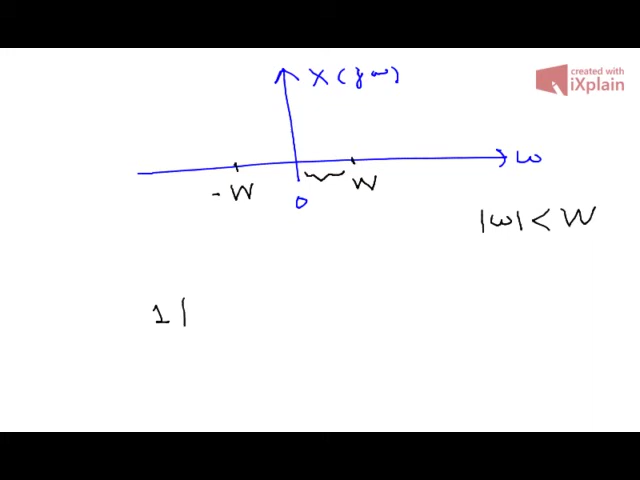 X(jω)
created with
iXplain
ω
-W
W
0
|ω| < W
1 |